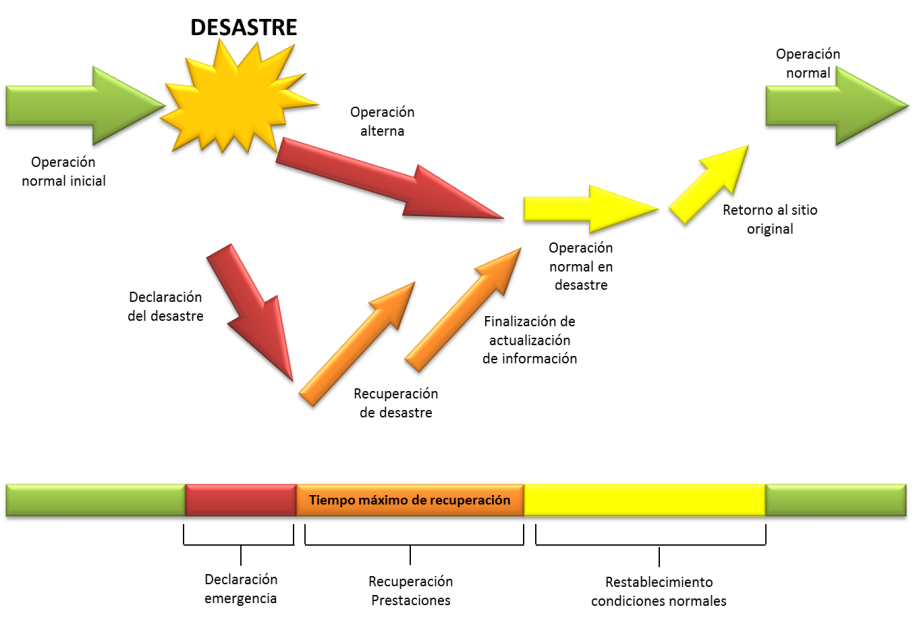 DESASTRE
Operación
normal
Operación
alterna
Operación
normal inicial
Retorno al sitio
original
Operación
normal en
desastre
Declaración
del desastre
Finalización de
actualización
de información
Recuperación
de desastre
Tiempo máximo de recuperación
Declaración
emergencia
Recuperación
Prestaciones
Restablecimiento
condiciones normales